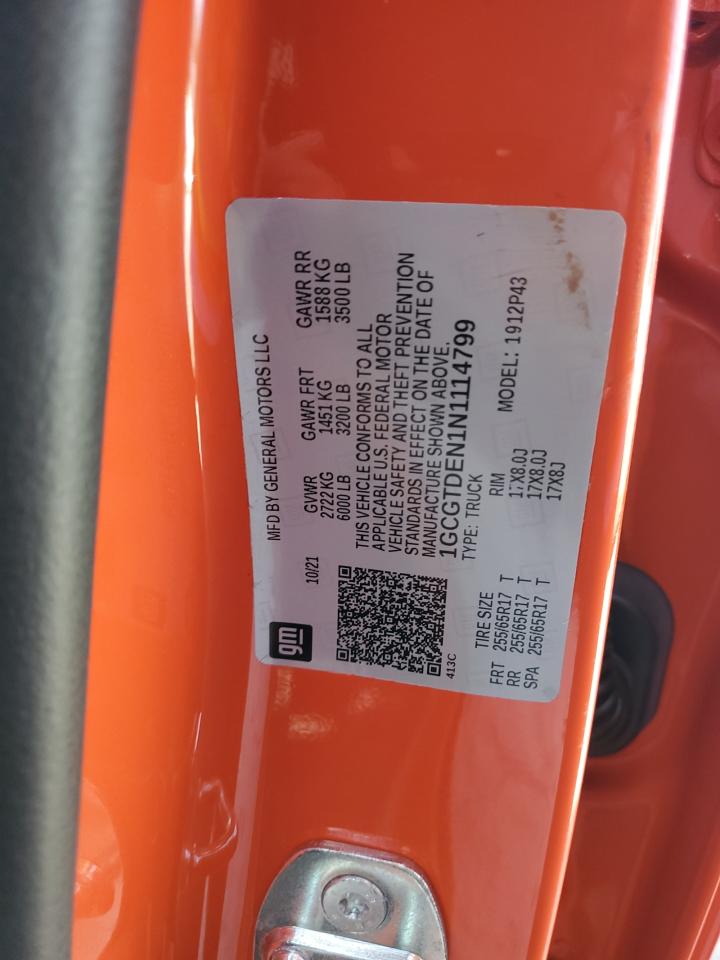 gm
MFD BY GENERAL MOTORS LLC
10/21 GVWR GAWR FRT GAWR RR
2722 KG 1451 KG 1588 KG
6000 LB 3200 LB 3500 LB
THIS VEHICLE CONFORMS TO ALL
APPLICABLE U.S. FEDERAL MOTOR
VEHICLE SAFETY AND THEFT PREVENTION
STANDARDS IN EFFECT ON THE DATE OF
MANUFACTURE SHOWN ABOVE.
1GCGTDEN1N1114799
413C
TYPE: TRUCK
MODEL: 1912P43
TIRE SIZE RIM
FRT 255/65R17 T 17X8.0J
RR 255/65R17 T 17X8.0J
SPA 255/65R17 T 17X8J